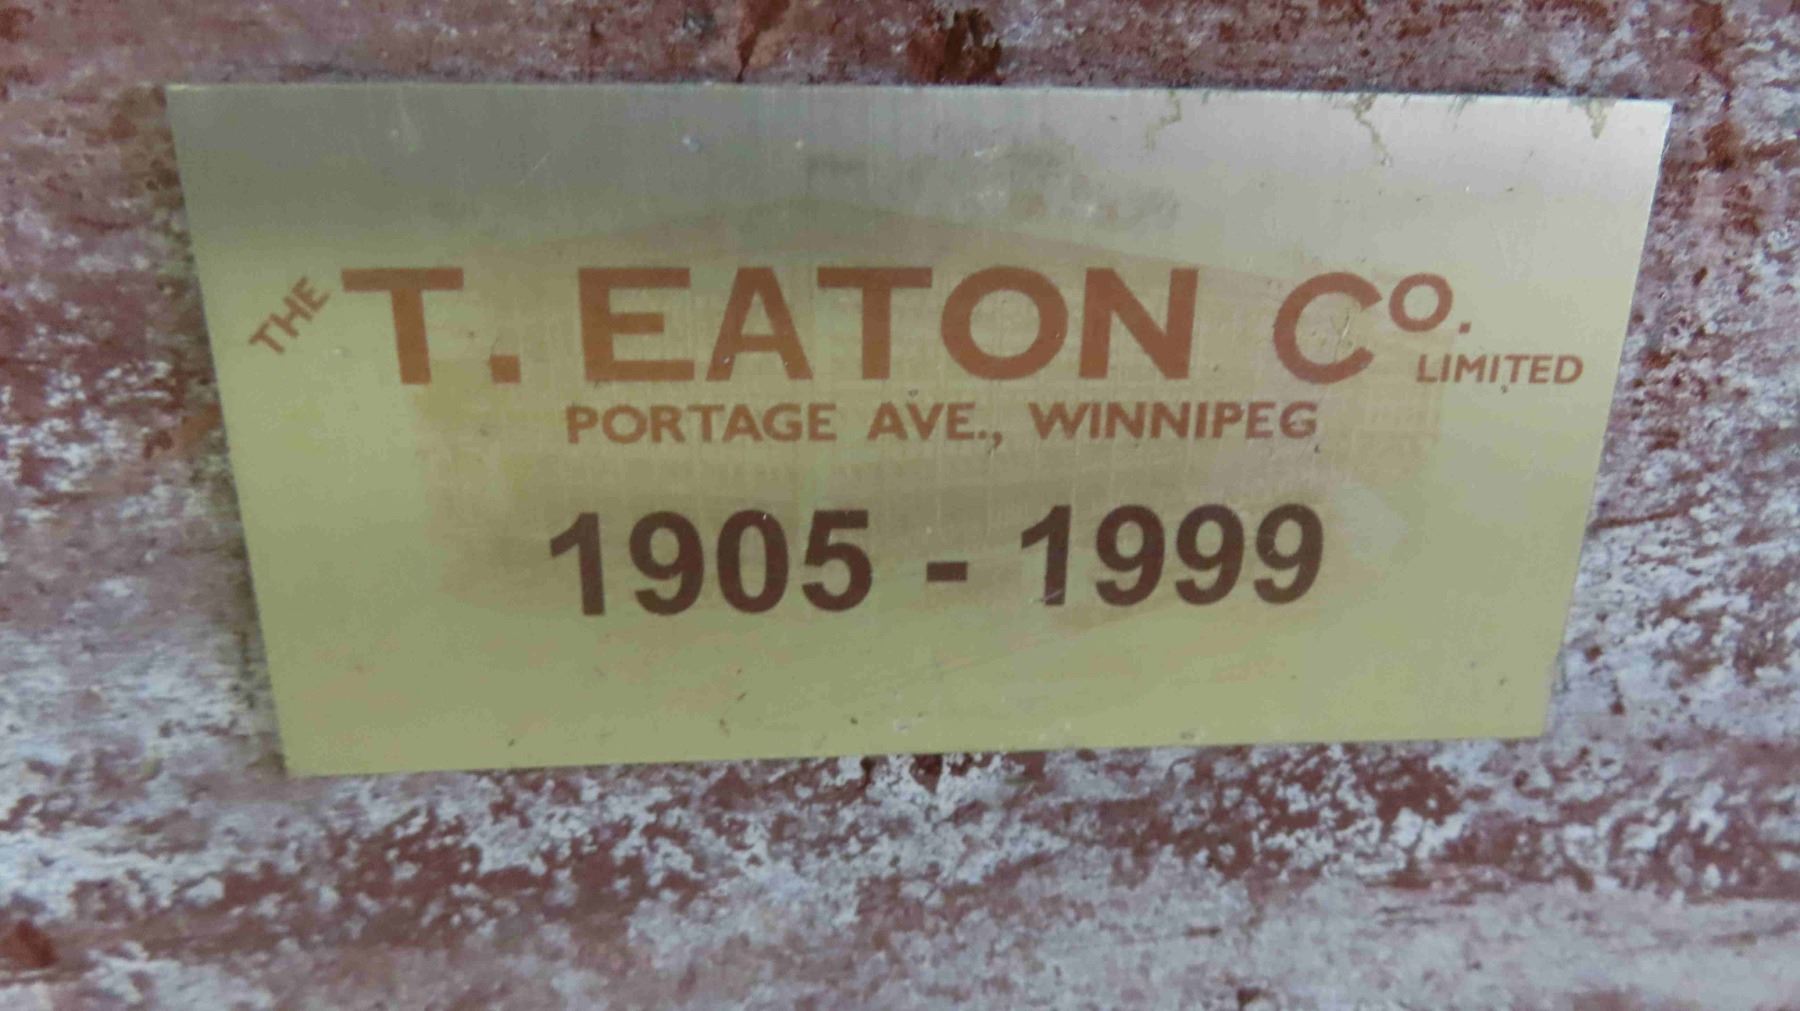 THE T. EATON Co. LIMITED
PORTAGE AVE., WINNIPEG
1905 - 1999